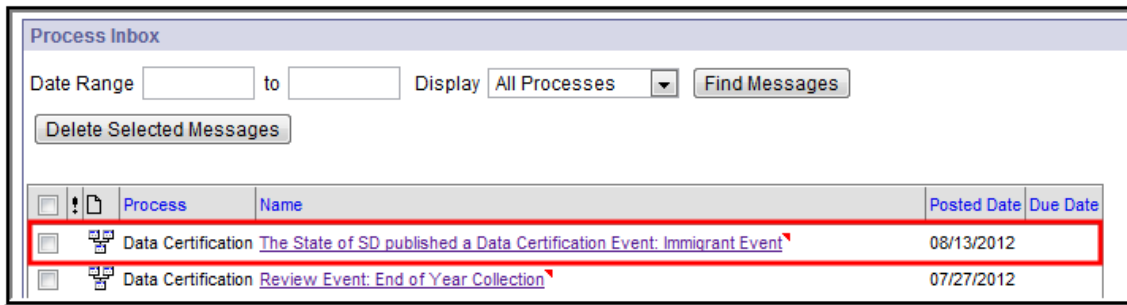 Process Inbox
Date Range to Display All Processes Find Messages
Delete Selected Messages
Process Name Posted Date Due Date
Data Certification The State of SD published a Data Certification Event: Immigrant Event 08/13/2012
Data Certification Review Event: End of Year Collection 07/27/2012